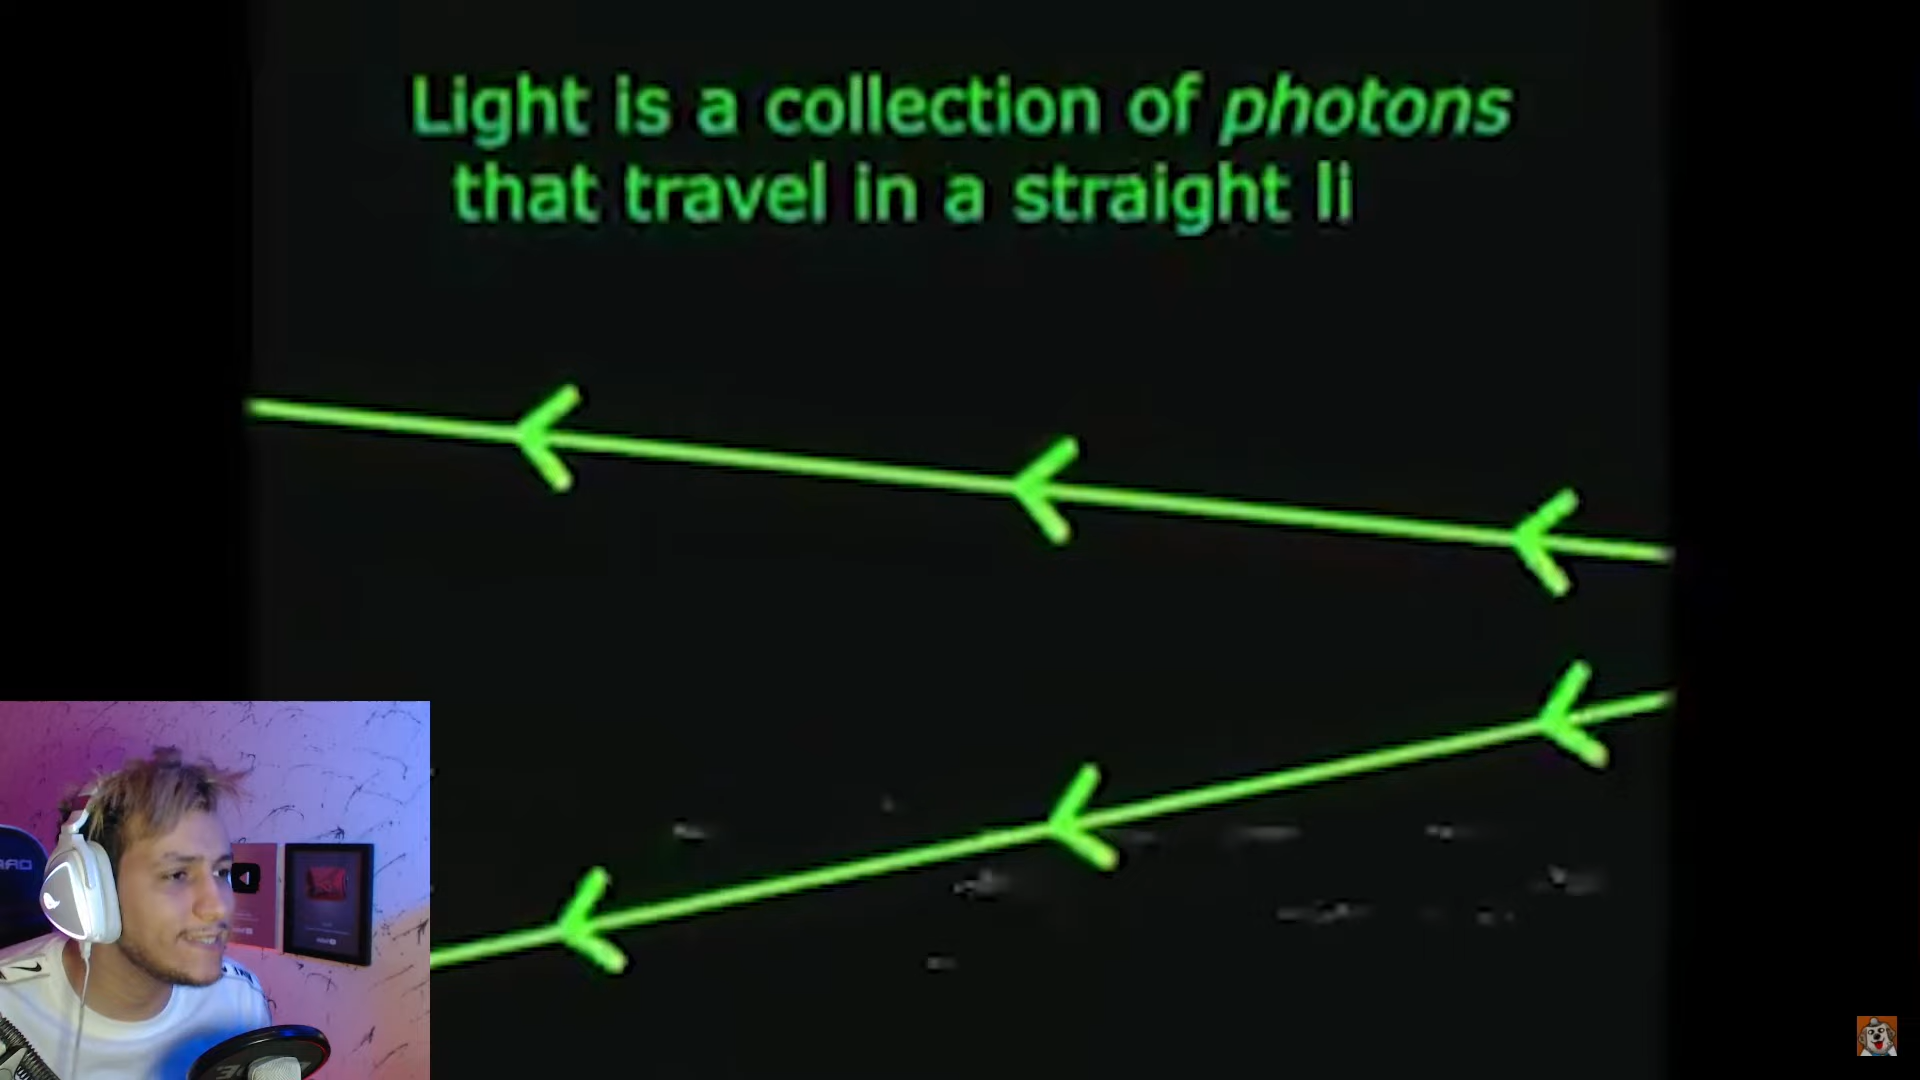 Light is a collection of photons
that travel in a straight li